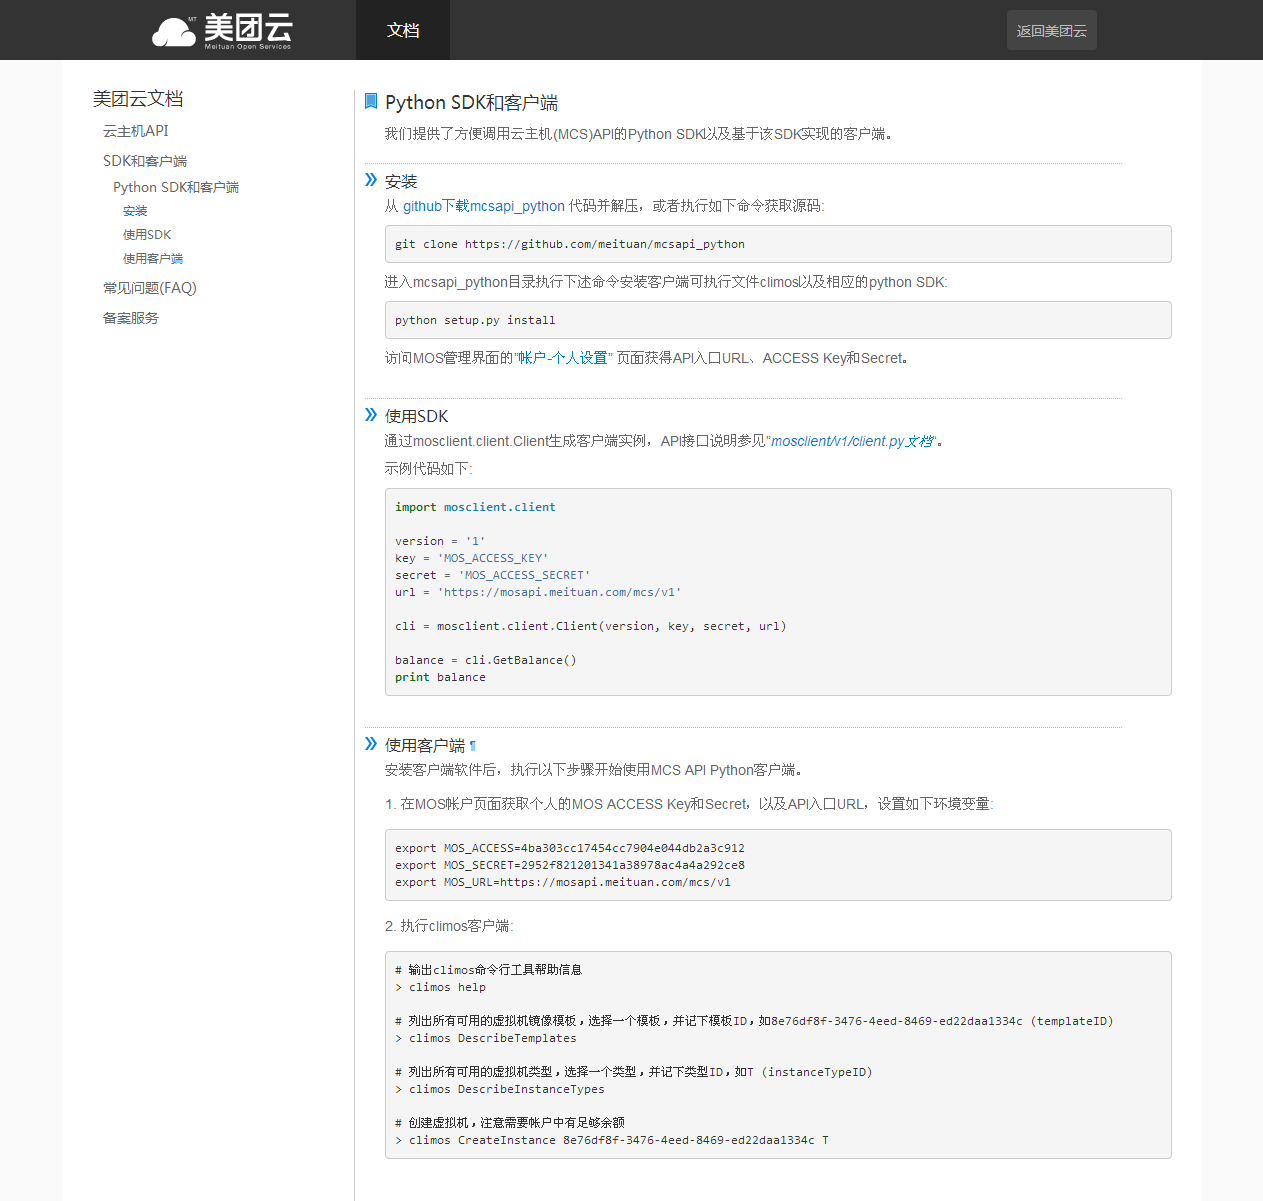 MT
美团云
Meituan Open Services
文档
返回美团云
美团云文档
云主机API
SDK和客户端
Python SDK和客户端
安装
使用SDK
使用客户端
常见问题(FAQ)
备案服务
Python SDK和客户端
我们提供了方便调用云主机(MCS)API的Python SDK以及基于该SDK实现的客户端。
安装
从 github下载mcsapi_python 代码并解压，或者执行如下命令获取源码:
git clone https://github.com/meituan/mcsapi_python
进入mcsapi_python目录执行下述命令安装客户端可执行文件climos以及相应的python SDK:
python setup.py install
访问MOS管理界面的”帐户-个人设置” 页面获得API入口URL、ACCESS Key和Secret。
使用SDK
通过mosclient.client.Client生成客户端实例，API接口说明参见”mosclient/v1/client.py文档”。
示例代码如下:
import mosclient.client
version = '1'
key = 'MOS_ACCESS_KEY'
secret = 'MOS_ACCESS_SECRET'
url = 'https://mosapi.meituan.com/mcs/v1'
cli = mosclient.client.Client(version, key, secret, url)
balance = cli.GetBalance()
print balance
使用客户端 ¶
安装客户端软件后，执行以下步骤开始使用MCS API Python客户端。
1. 在MOS帐户页面获取个人的MOS ACCESS Key和Secret，以及API入口URL，设置如下环境变量:
export MOS_ACCESS=4ba303cc17454cc7904e044db2a3c912
export MOS_SECRET=2952f821201341a38978ac4a4a292ce8
export MOS_URL=https://mosapi.meituan.com/mcs/v1
2. 执行climos客户端:
# 输出climos命令行工具帮助信息
> climos help
# 列出所有可用的虚拟机镜像模板，选择一个模板，并记下模板ID，如8e76df8f-3476-4eed-8469-ed22daa1334c (templateID)
> climos DescribeTemplates
# 列出所有可用的虚拟机类型，选择一个类型，并记下类型ID，如T (instanceTypeID)
> climos DescribeInstanceTypes
# 创建虚拟机，注意需要帐户中有足够余额
> climos CreateInstance 8e76df8f-3476-4eed-8469-ed22daa1334c T